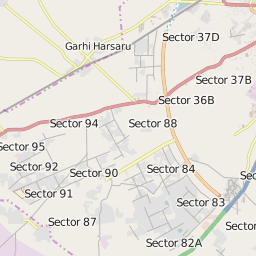 Sector 37D
Garhi Harsaru
Sector 37B
Sector 36B
Sector 94
Sector 88
Sector 95
Sector 92
Sector 90
Sector 84
Sector 91
Sector 83
Sector 87
Sector 82A